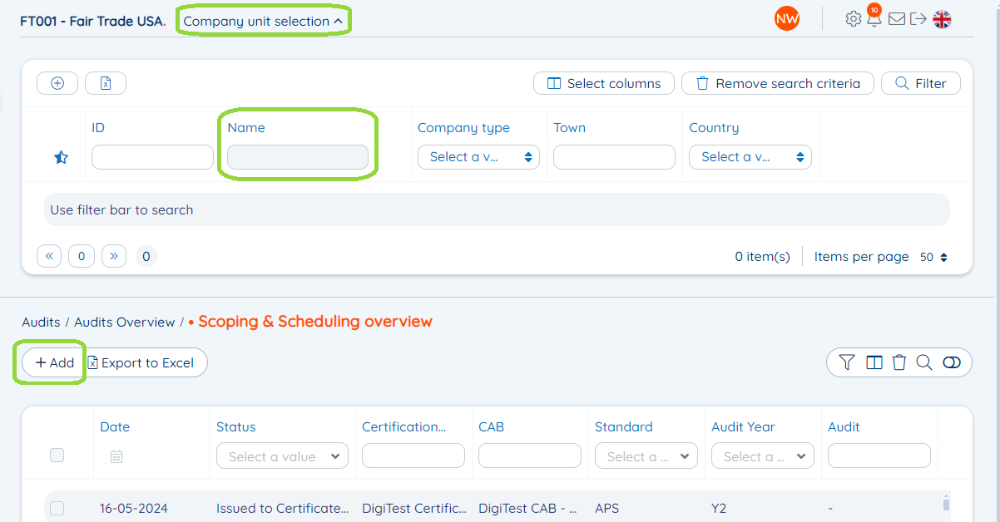 FT001 - Fair Trade USA. Company unit selection
NW 10
Select columns Remove search criteria Filter
ID Name Company type Town Country
Select a v... Select a v...
Use filter bar to search
« 0 » 0 0 item(s) Items per page 50
Audits / Audits Overview / • Scoping & Scheduling overview
+ Add Export to Excel
Date Status Certification... CAB Standard Audit Year Audit
Select a value Select a ... Select a ...
16-05-2024 Issued to Certificate... DigiTest Certific... DigiTest CAB - ... APS Y2 -